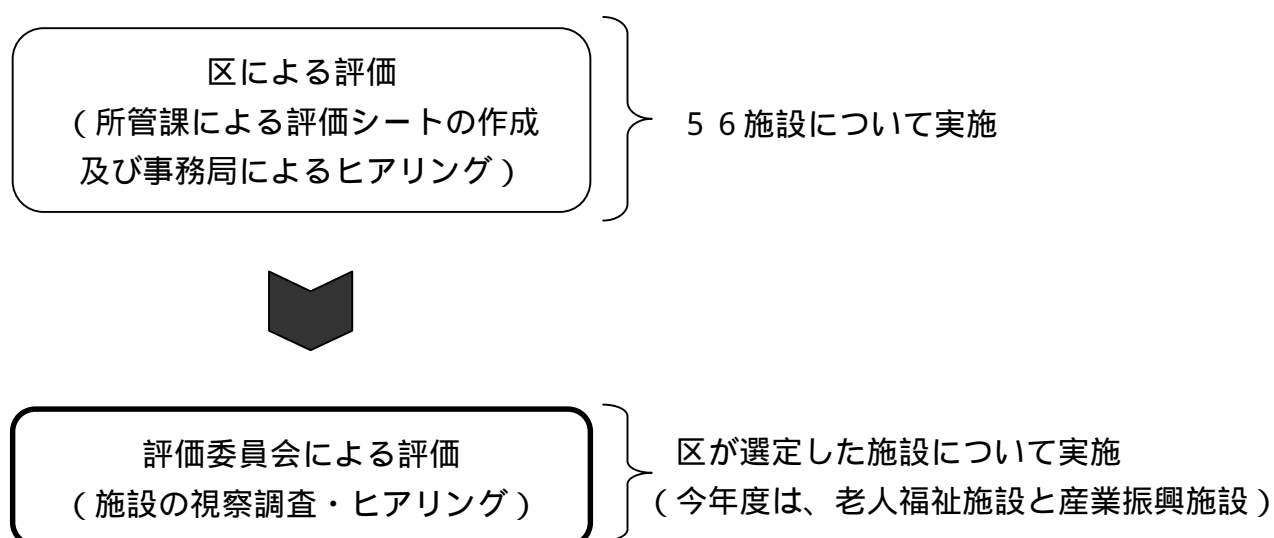 区による評価
（所管課による評価シートの作成
及び事務局によるヒアリング）
５６施設について実施
評価委員会による評価
（施設の視察調査・ヒアリング）
区が選定した施設について実施
（今年度は、老人福祉施設と産業振興施設）